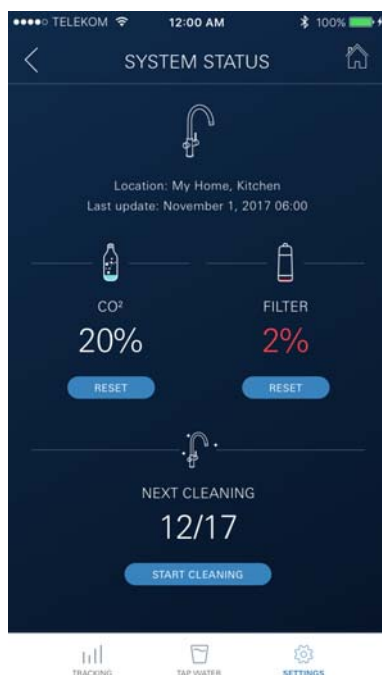 TELEKOM 12:00 AM 100%
SYSTEM STATUS
Location: My Home, Kitchen
Last update: November 1, 2017 06:00
CO² FILTER
20% 2%
RESET RESET
NEXT CLEANING
12/17
START CLEANING
TRACKING TAP WATER SETTINGS